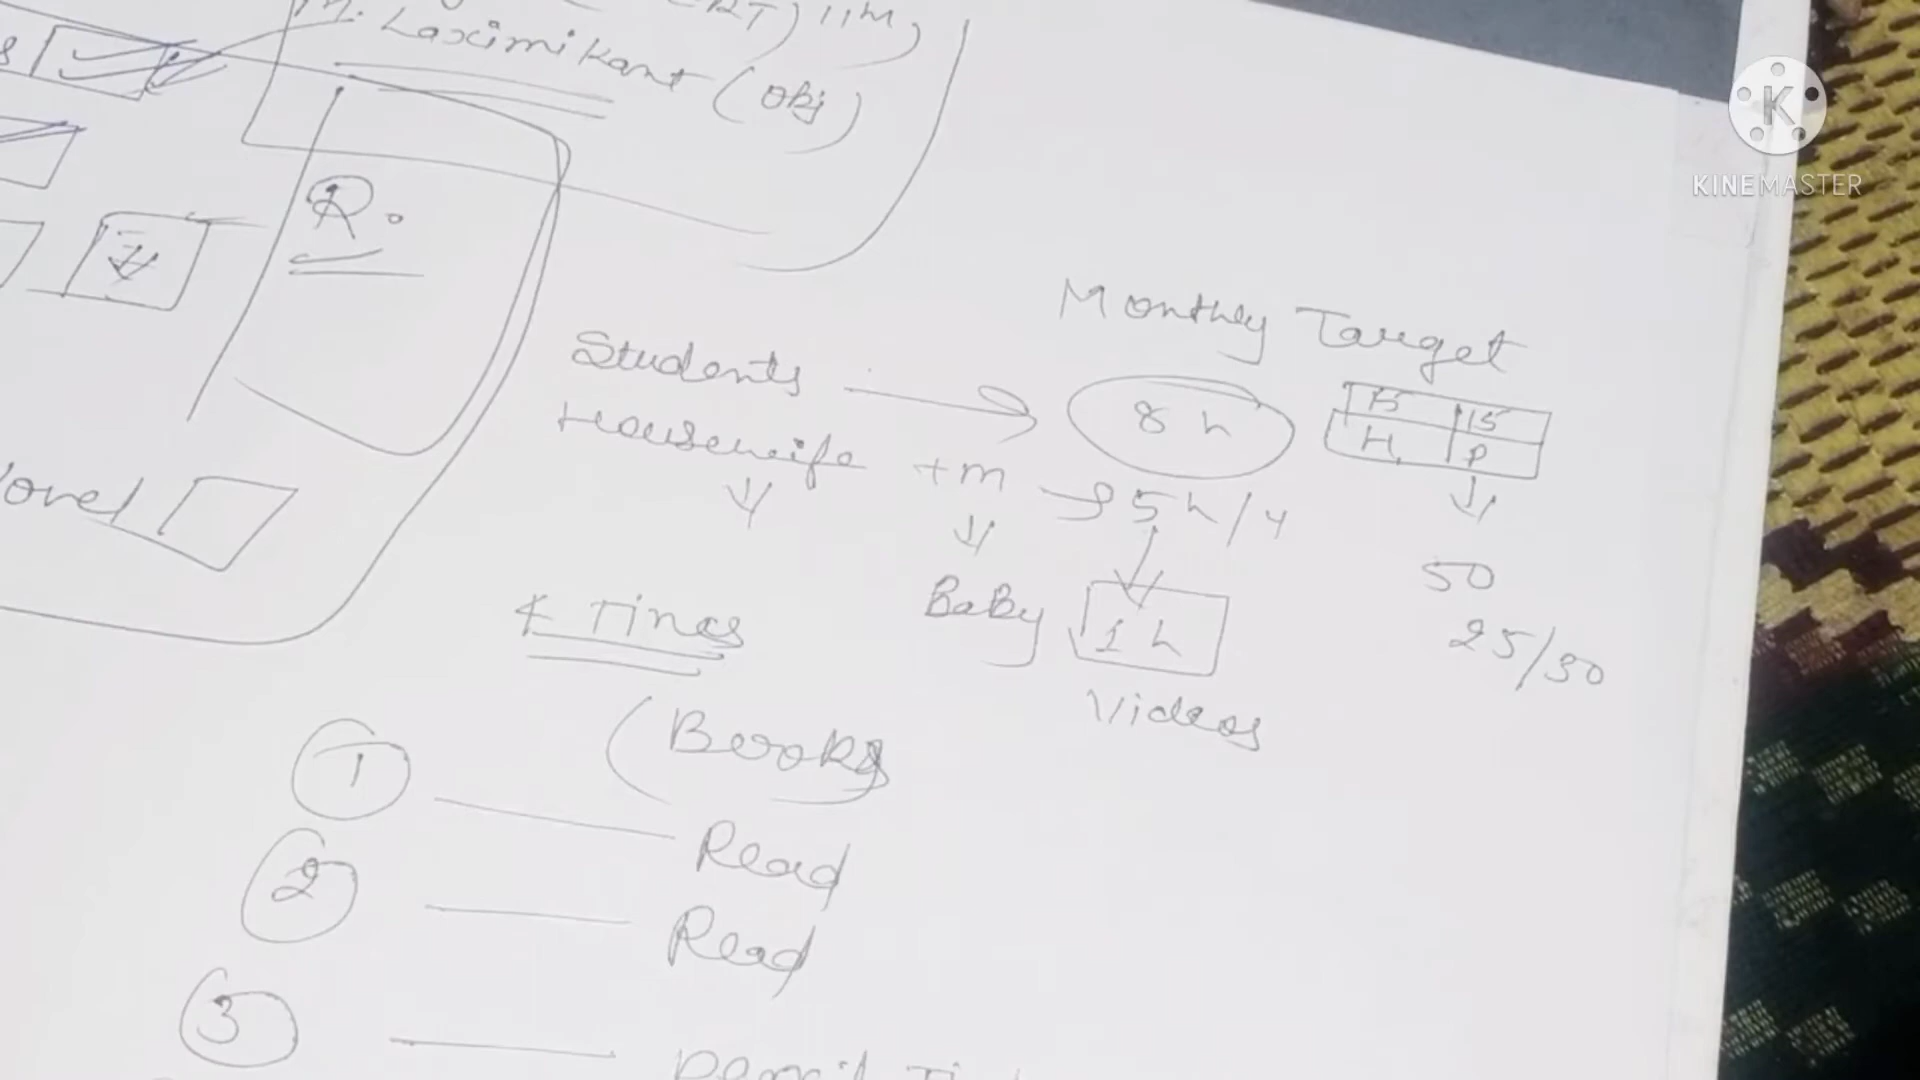 IIM)
M. Laximikant (Obj)
R.
Monthly Target
Students → 8 h
15 | 15
H, | P
Housewife + m → 5h/4
50
25/30
Baby
1 h
Videos
4 Times
(Books
1 — Read
2 — Read
3
KINEMASTER